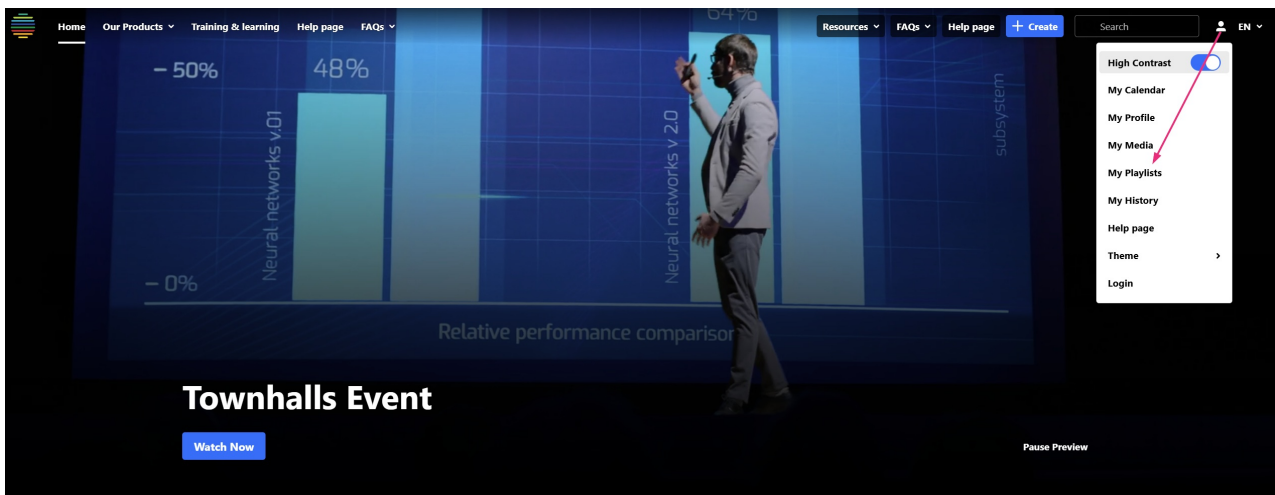 Home Our Products Training & learning Help page FAQs Resources FAQs Help page + Create Search EN
64%
– 50% 48%
Neural networks v.01
Neural networks v 2.0
subsystem
– 0%
Relative performance comparison
High Contrast
My Calendar
My Profile
My Media
My Playlists
My History
Help page
Theme
Login
Townhalls Event
Watch Now
Pause Preview